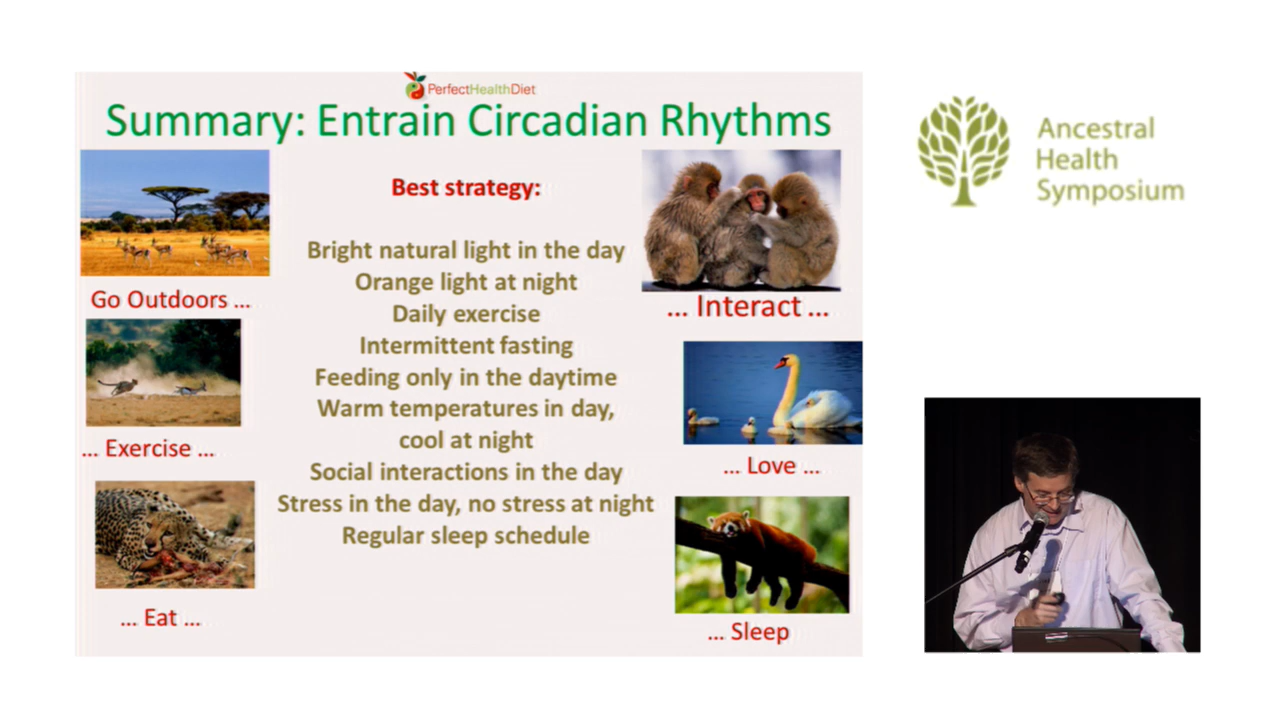 PerfectHealthDiet
Summary: Entrain Circadian Rhythms
Go Outdoors ...
... Exercise ...
... Eat ...
Best strategy:
Bright natural light in the day
Orange light at night
Daily exercise
Intermittent fasting
Feeding only in the daytime
Warm temperatures in day,
cool at night
Social interactions in the day
Stress in the day, no stress at night
Regular sleep schedule
... Interact ...
... Love ...
... Sleep
Ancestral
Health
Symposium